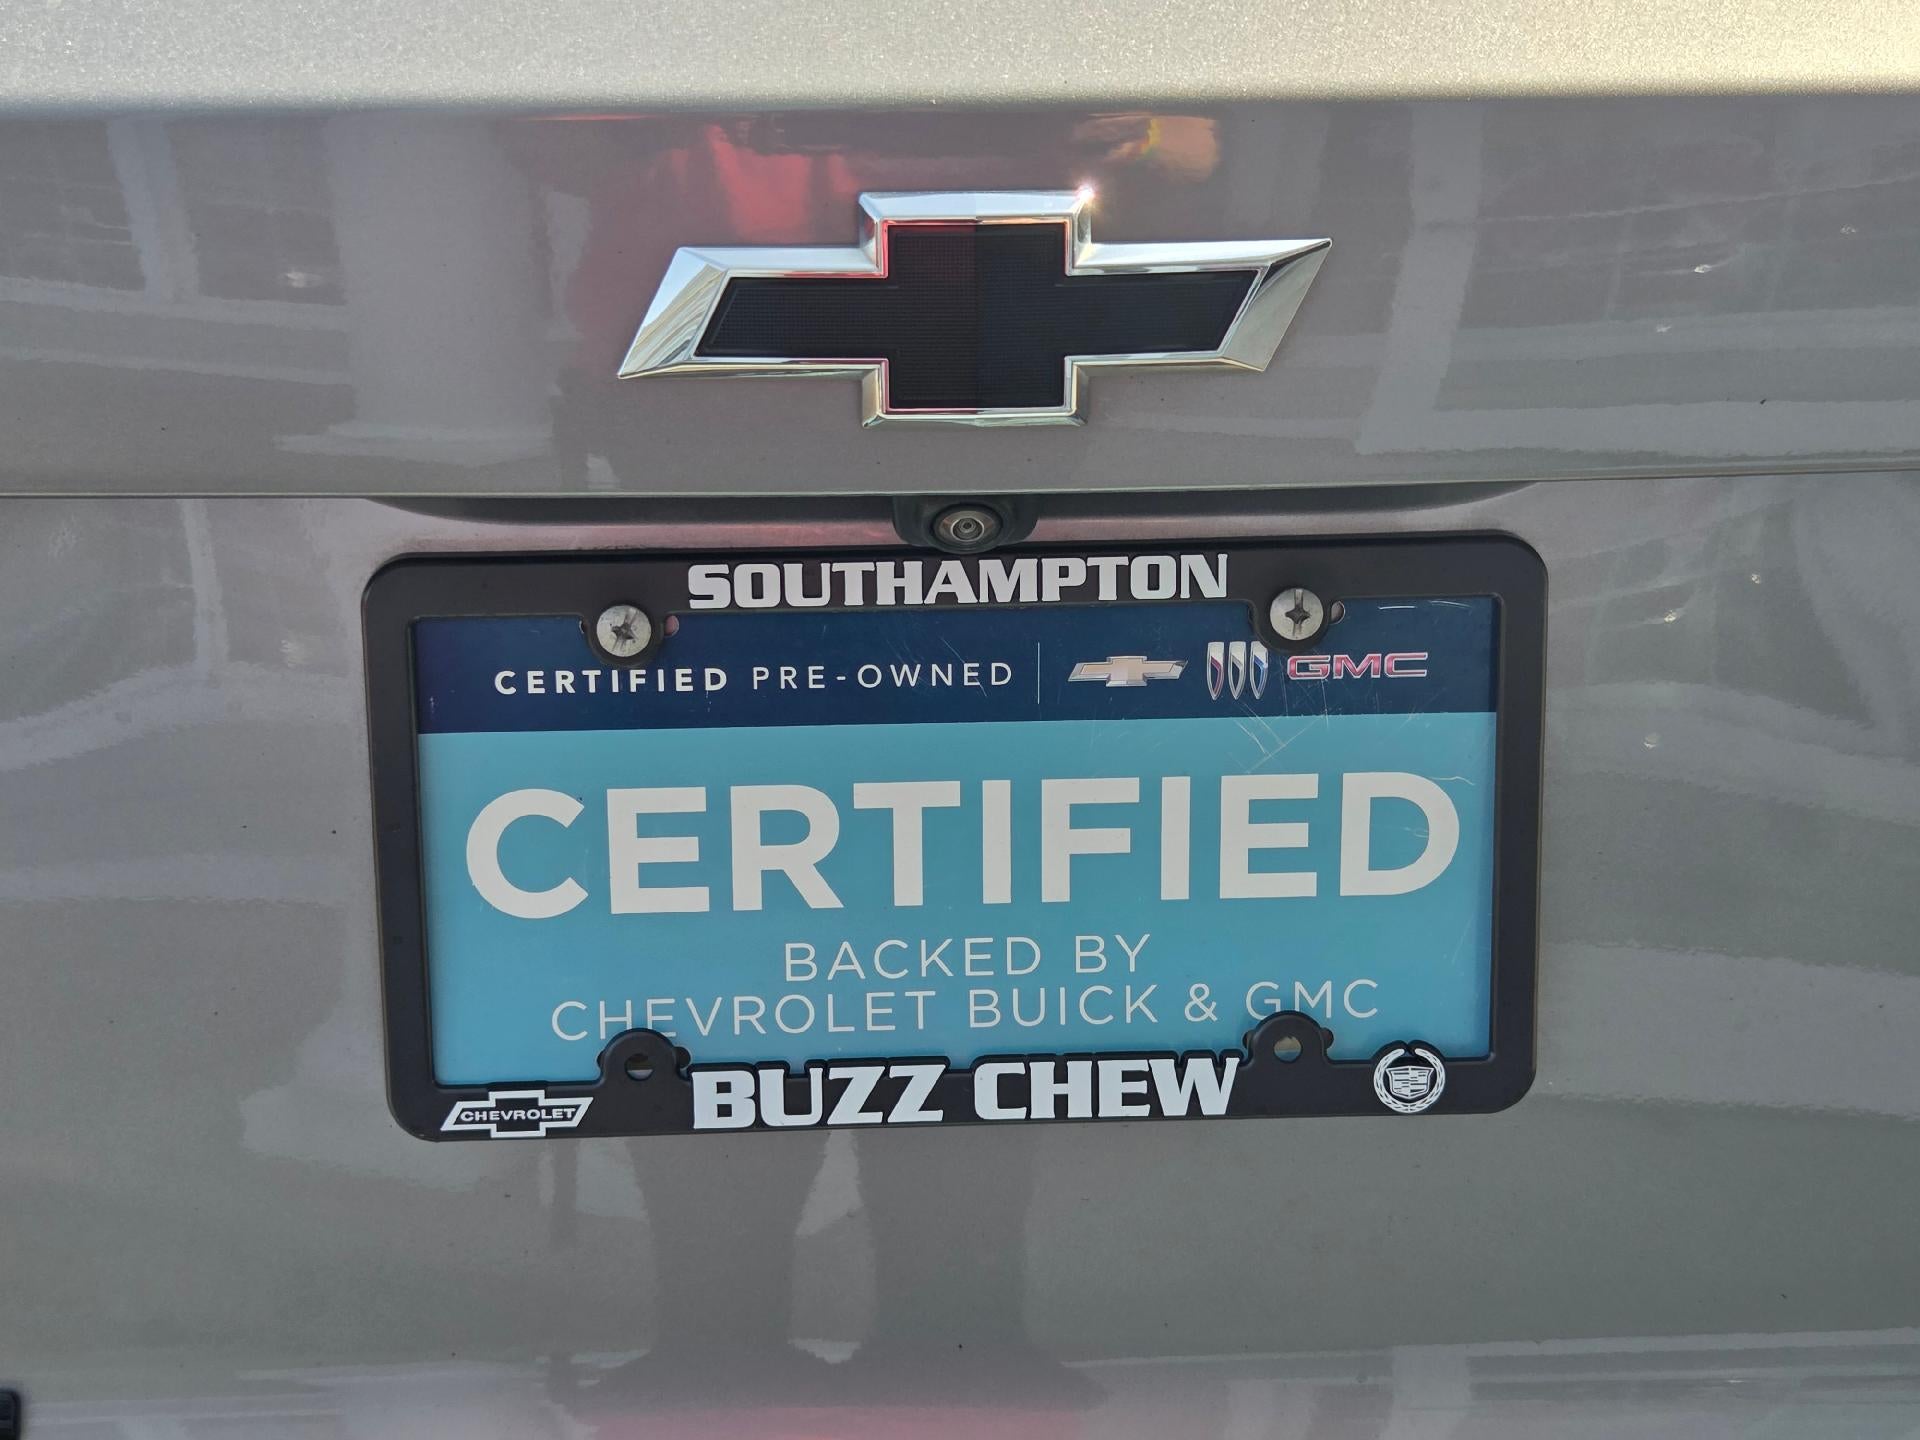 SOUTHAMPTON
CERTIFIED PRE-OWNED GMC
CERTIFIED
BACKED BY
CHEVROLET BUICK & GMC
CHEVROLET BUZZ CHEW